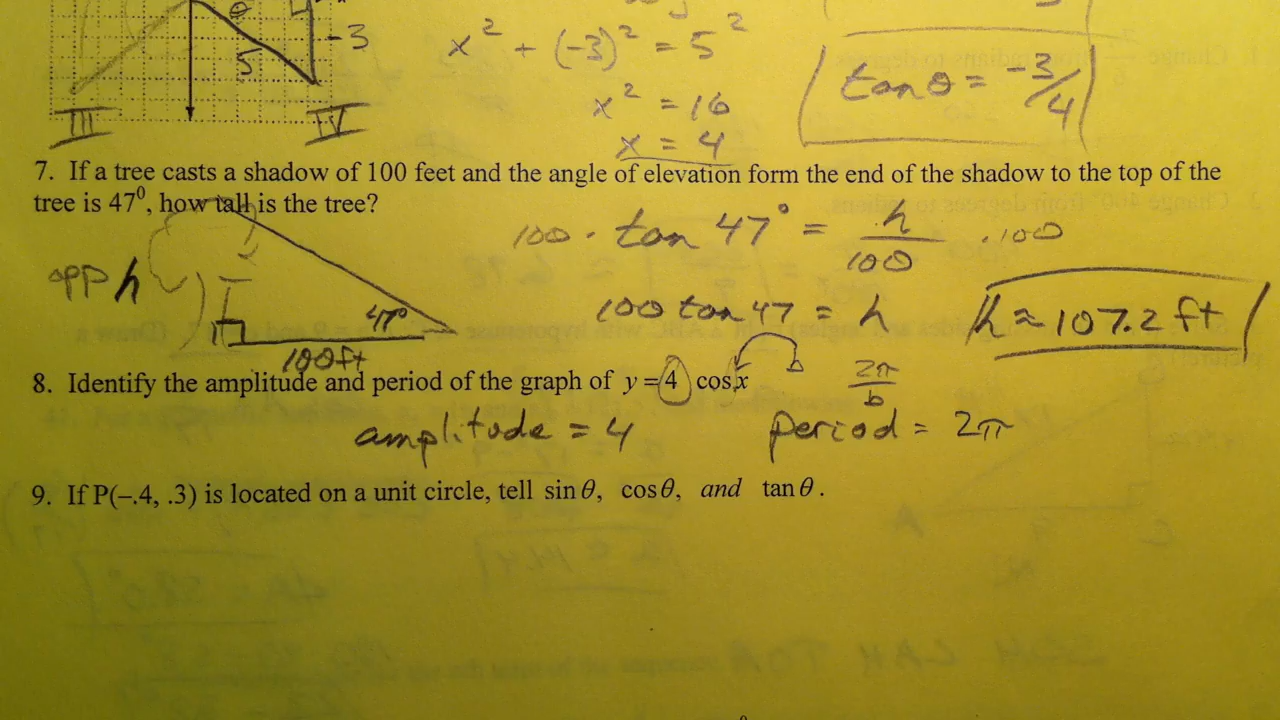 θ
-3
5
x² + (-3)² = 5²
tan θ = -3/4
x² = 16
III
IV
x = 4
7. If a tree casts a shadow of 100 feet and the angle of elevation form the end of the shadow to the top of the
tree is 47⁰, how tall is the tree?
100 · tan 47° = h/100 · 100
opp h
47°
100 tan 47 = h
h ≈ 107.2 ft
100ft
8. Identify the amplitude and period of the graph of y = 4 cos x
b
2π/b
amplitude = 4
period = 2π
9. If P(–.4, .3) is located on a unit circle, tell sin θ, cos θ, and tan θ .